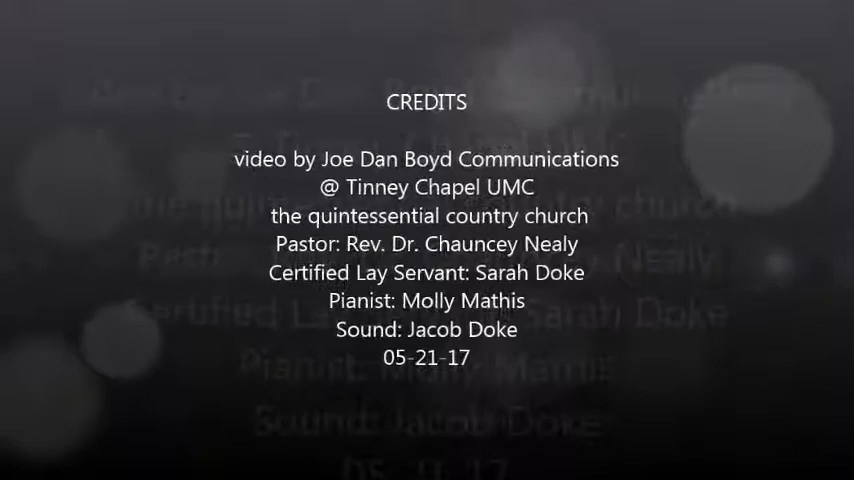 CREDITS
video by Joe Dan Boyd Communications
@ Tinney Chapel UMC
the quintessential country church
Pastor: Rev. Dr. Chauncey Nealy
Certified Lay Servant: Sarah Doke
Pianist: Molly Mathis
Sound: Jacob Doke
05-21-17